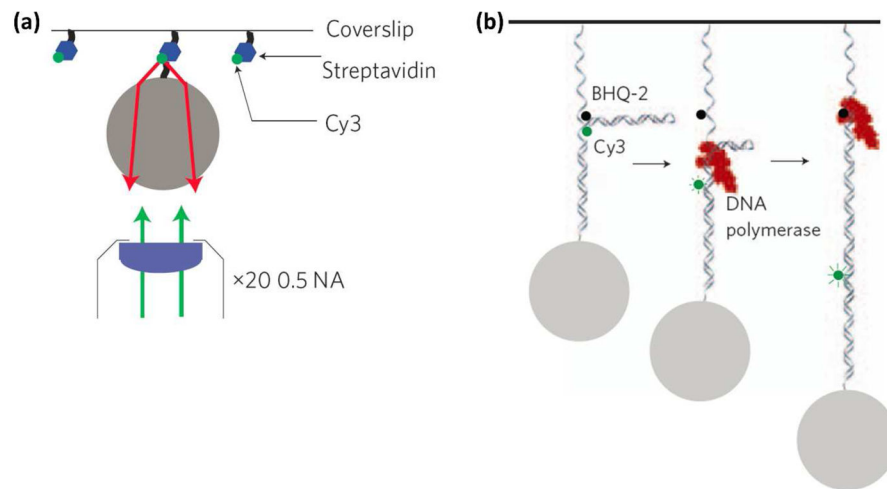 (a)
Coverslip
Streptavidin
Cy3
×20 0.5 NA
(b)
BHQ-2
Cy3
DNA
polymerase